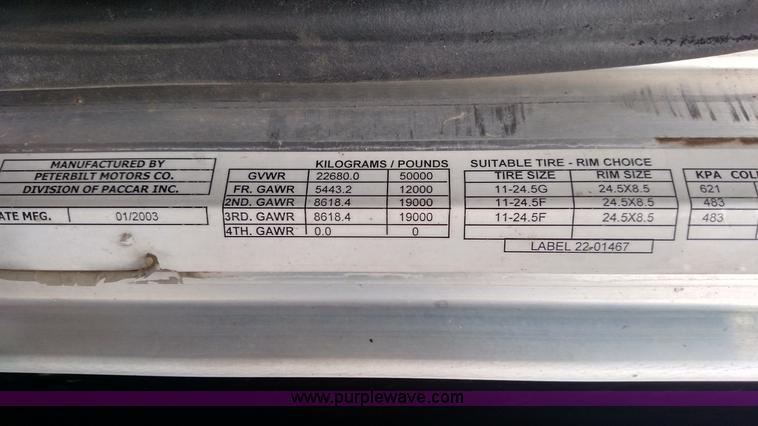 MANUFACTURED BY
PETERBILT MOTORS CO.
DIVISION OF PACCAR INC.
ATE MFG. 01/2003
KILOGRAMS / POUNDS
GVWR 22680.0 50000
FR. GAWR 5443.2 12000
2ND. GAWR 8618.4 19000
3RD. GAWR 8618.4 19000
4TH. GAWR 0.0 0
SUITABLE TIRE - RIM CHOICE
TIRE SIZE RIM SIZE
11-24.5G 24.5X8.5
11-24.5F 24.5X8.5
11-24.5F 24.5X8.5
LABEL 22-01467
KPA COL
621
483
483
www.purplewave.com